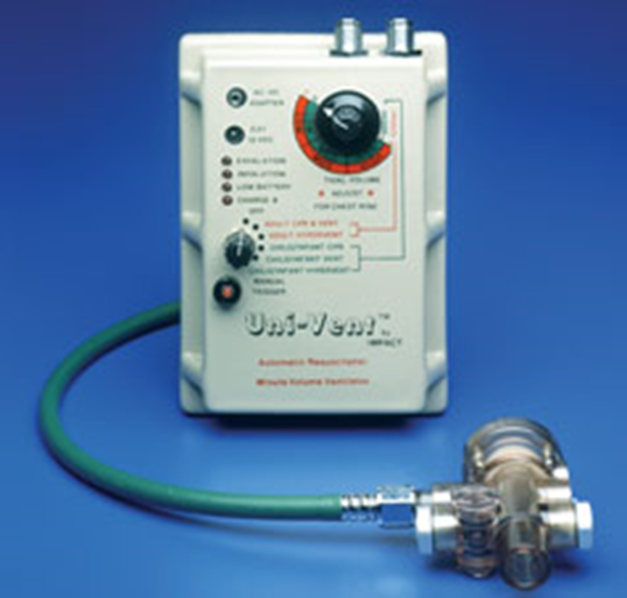 AC / DC
ADAPTER
12 VDC
EXHALATION
INHALATION
LOW BATTERY
CHARGE
OFF
TIDAL VOLUME
ADJUST
FOR CHEST RISE
ADULT CPR & VENT
ADULT HYPERVENT
CHILD/INFANT CPR
CHILD/INFANT VENT
CHILD/INFANT HYPERVENT
MANUAL
TRIGGER
Uni-Vent™
IMPACT
Automatic Resuscitator
Minute Volume Ventilator